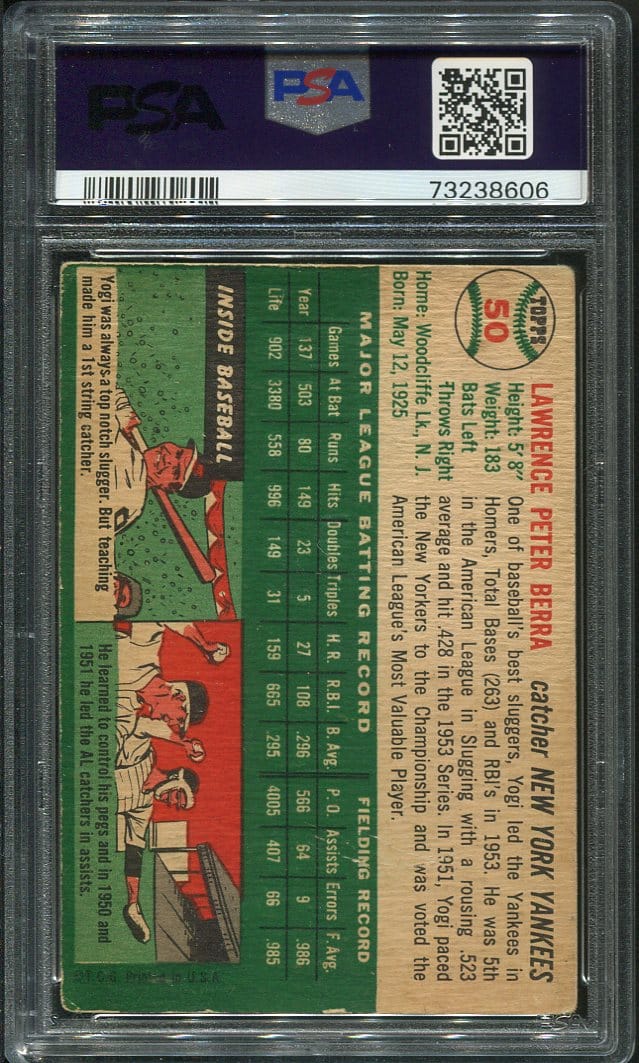 PSA
PSA
73238606
TOPPS
50
LAWRENCE PETER BERRA catcher NEW YORK YANKEES
Height: 5'8"
Weight: 183
Bats Left
Throws Right
Home: Woodcliffe Lk., N. J.
Born: May 12, 1925
One of baseball's best sluggers, Yogi led the Yankees in
Homers, Total Bases (263) and RBI's in 1953. He was 5th
in the American League in Slugging with a rousing .523
average and hit .428 in the 1953 Series. In 1951, Yogi paced
the New Yorkers to the Championship and was voted the
American League's Most Valuable Player.
MAJOR LEAGUE BATTING RECORD FIELDING RECORD
Games At Bat Runs Hits Doubles Triples H. R. R.B.I. B. Avg. P. O. Assists Errors F. Avg.
Year 137 503 80 149 23 5 27 108 .296 566 64 9 .986
Life 902 3380 558 996 149 31 159 665 .295 4005 407 66 .985
INSIDE BASEBALL
Yogi was always a top notch slugger. But teaching
made him a 1st string catcher.
He learned to control his pegs and in 1950 and
1951 he led the AL catchers in assists.
©T. C. G. Printed in U.S.A.